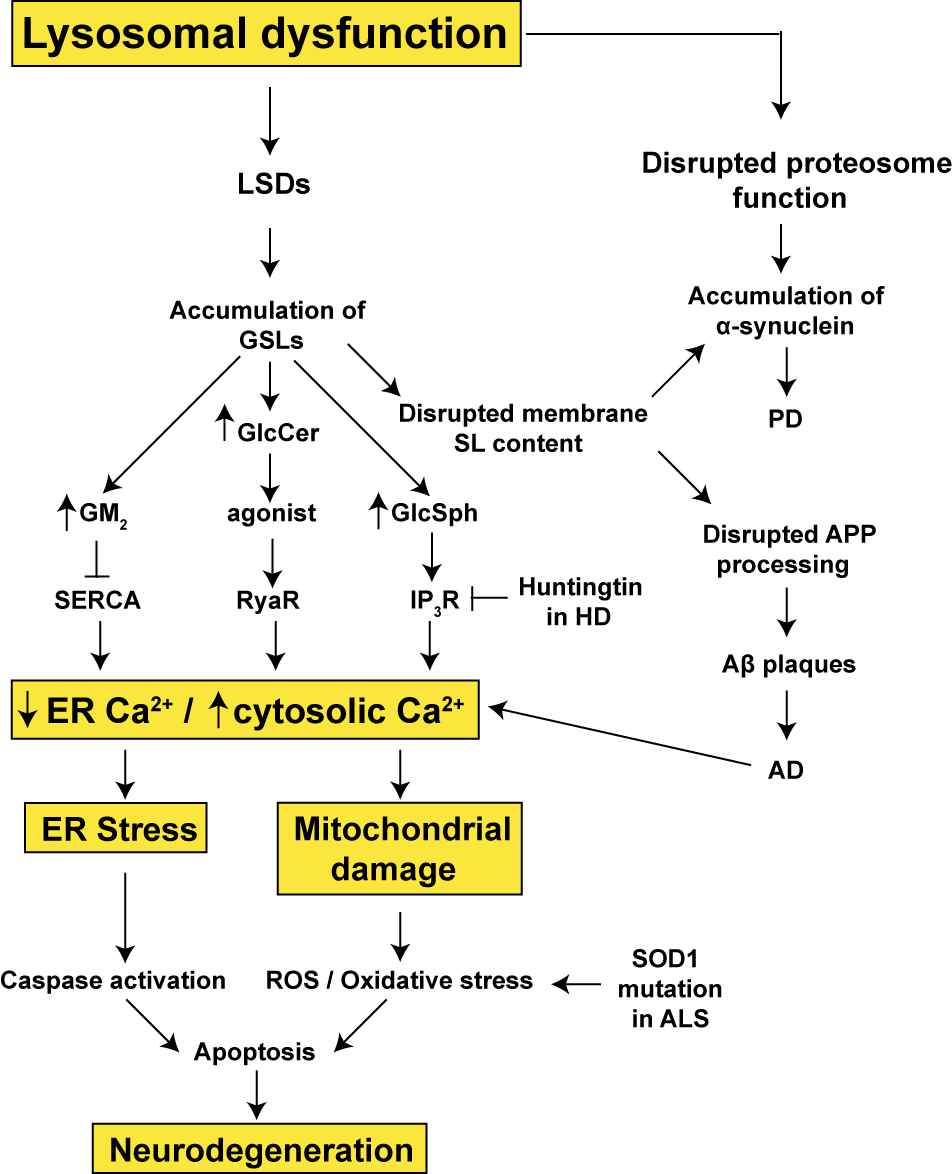 Lysosomal dysfunction
LSDs
Disrupted proteosome
function
Accumulation of
GSLs
Accumulation of
α-synuclein
↑ GlcCer
Disrupted membrane
SL content
PD
↑ GM₂
agonist
↑ GlcSph
Disrupted APP
processing
SERCA
RyaR
IP₃R
Huntingtin
in HD
Aβ plaques
↓ ER Ca²⁺ / ↑ cytosolic Ca²⁺
AD
ER Stress
Mitochondrial
damage
Caspase activation
ROS / Oxidative stress
SOD1
mutation
in ALS
Apoptosis
Neurodegeneration